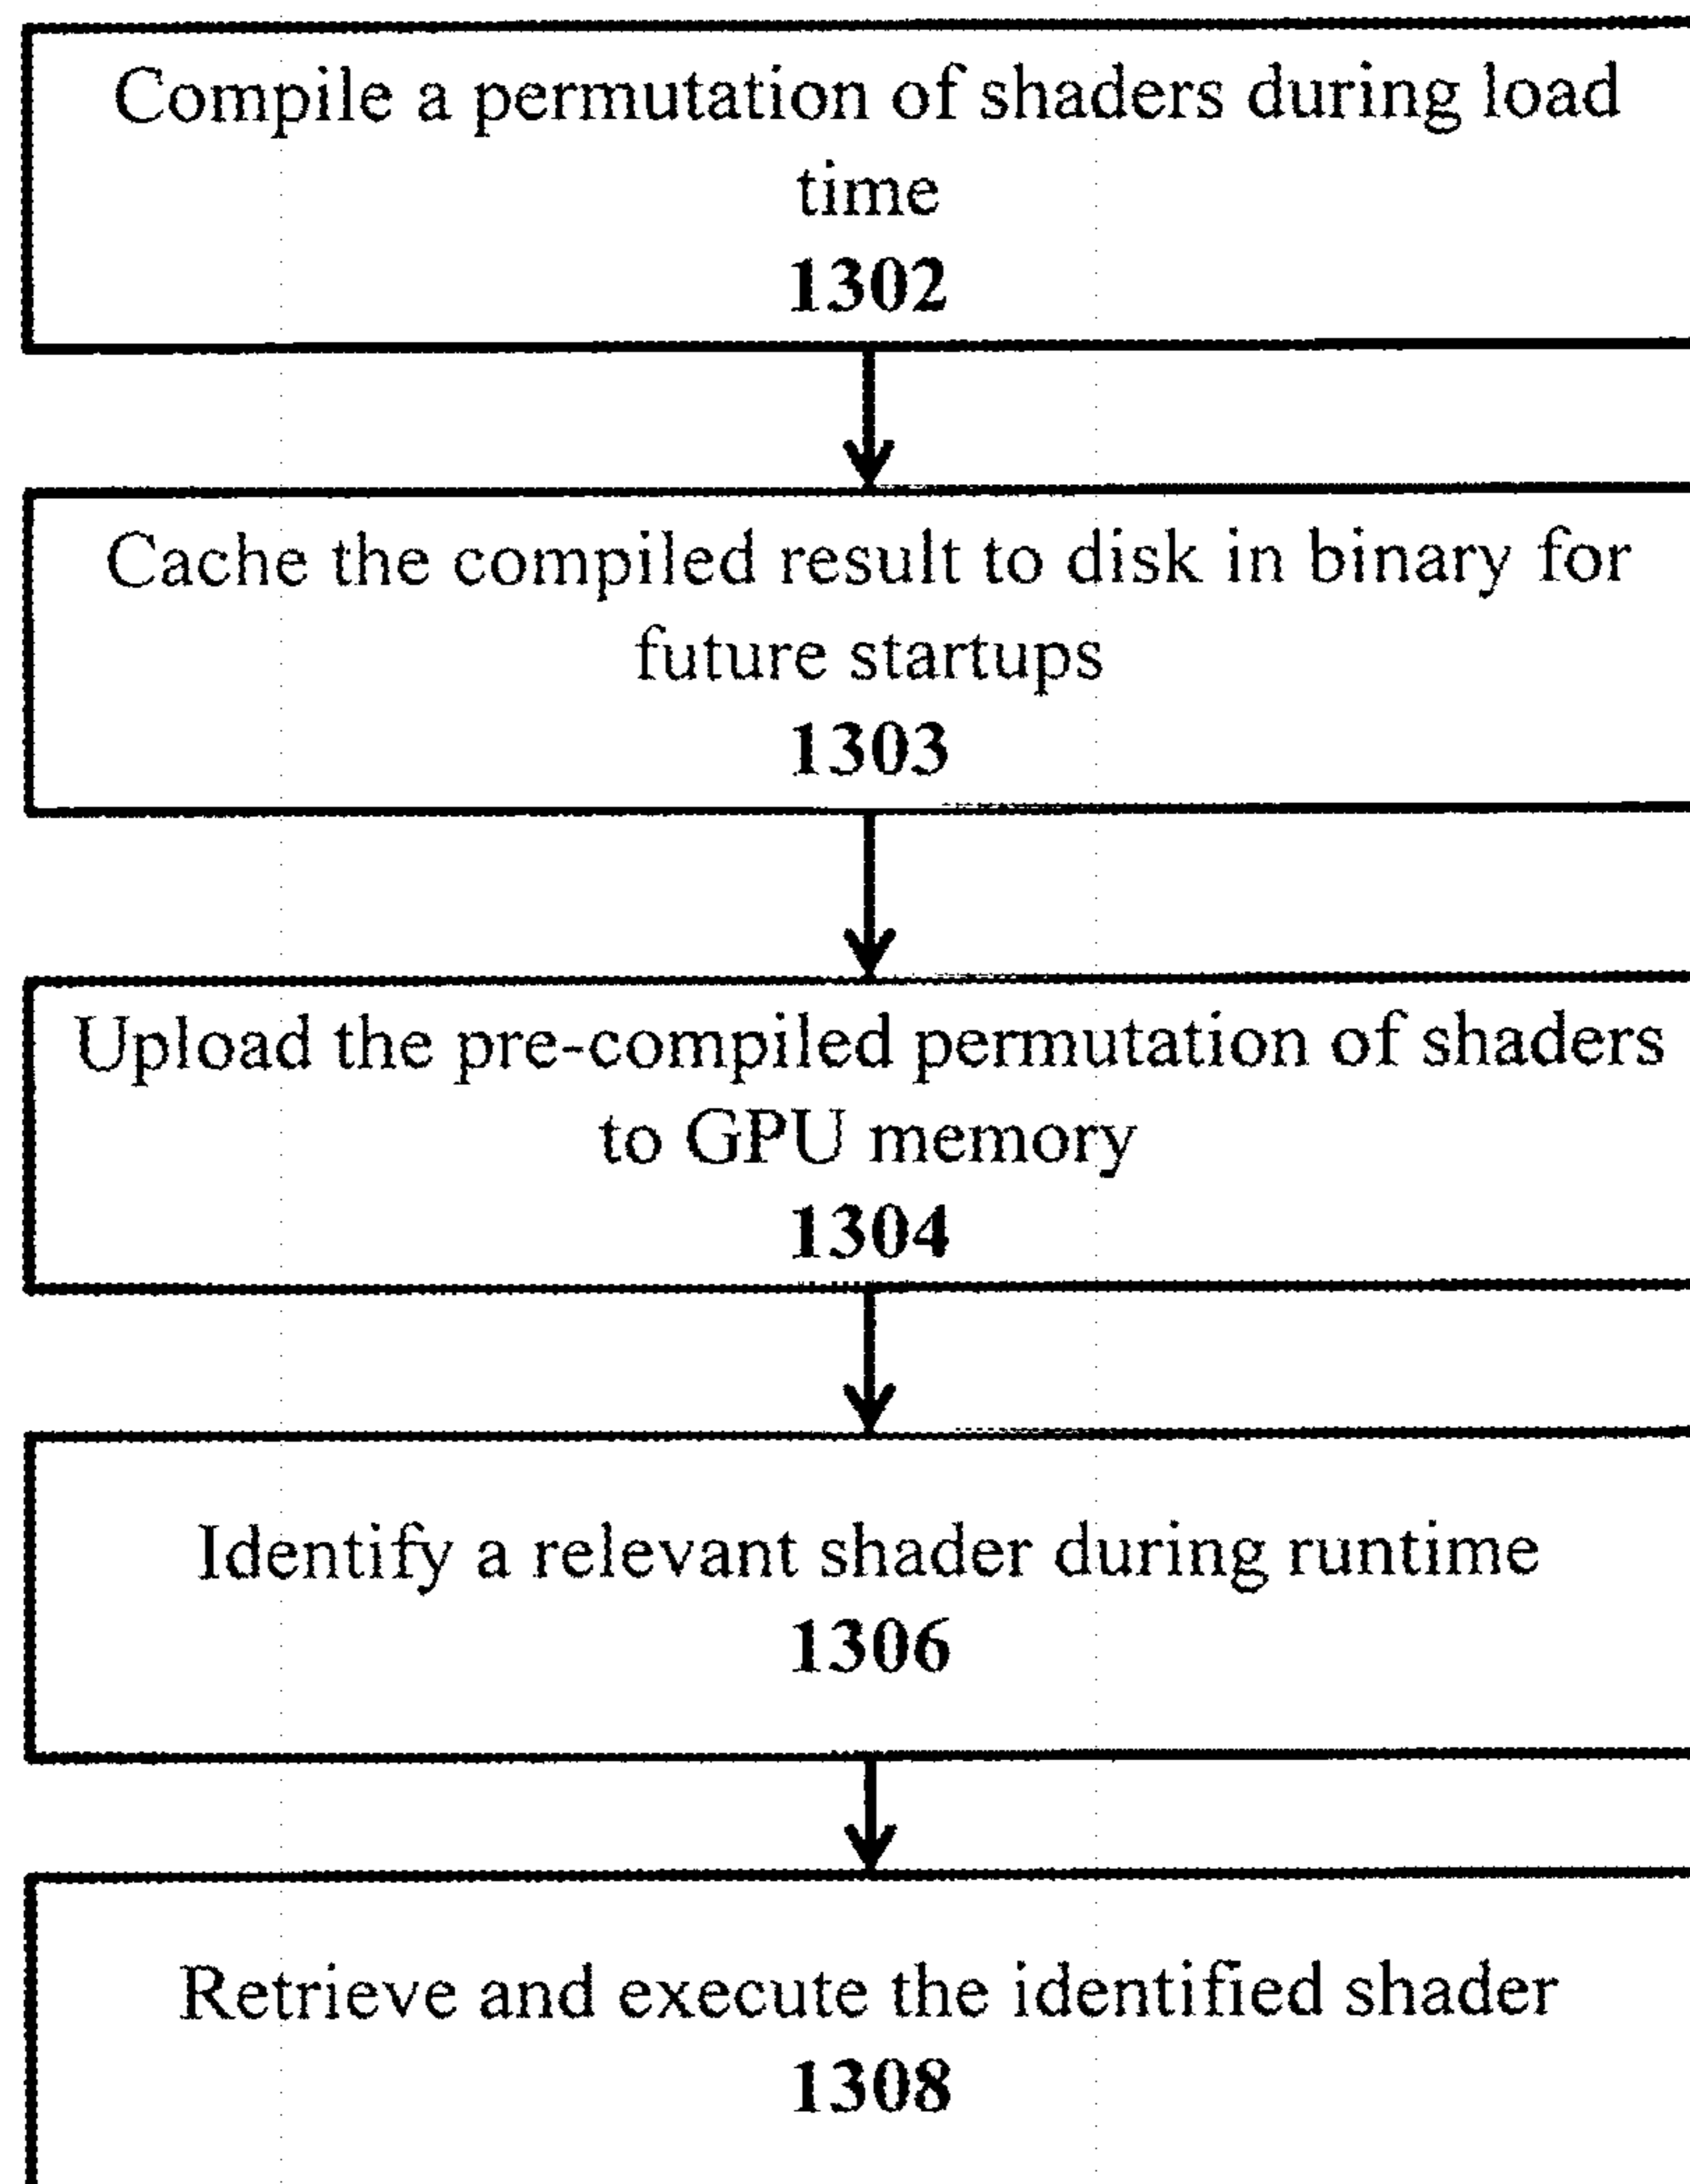 Compile a permutation of shaders during load
time
1302
Cache the compiled result to disk in binary for
future startups
1303
Upload the pre-compiled permutation of shaders
to GPU memory
1304
Identify a relevant shader during runtime
1306
Retrieve and execute the identified shader
1308